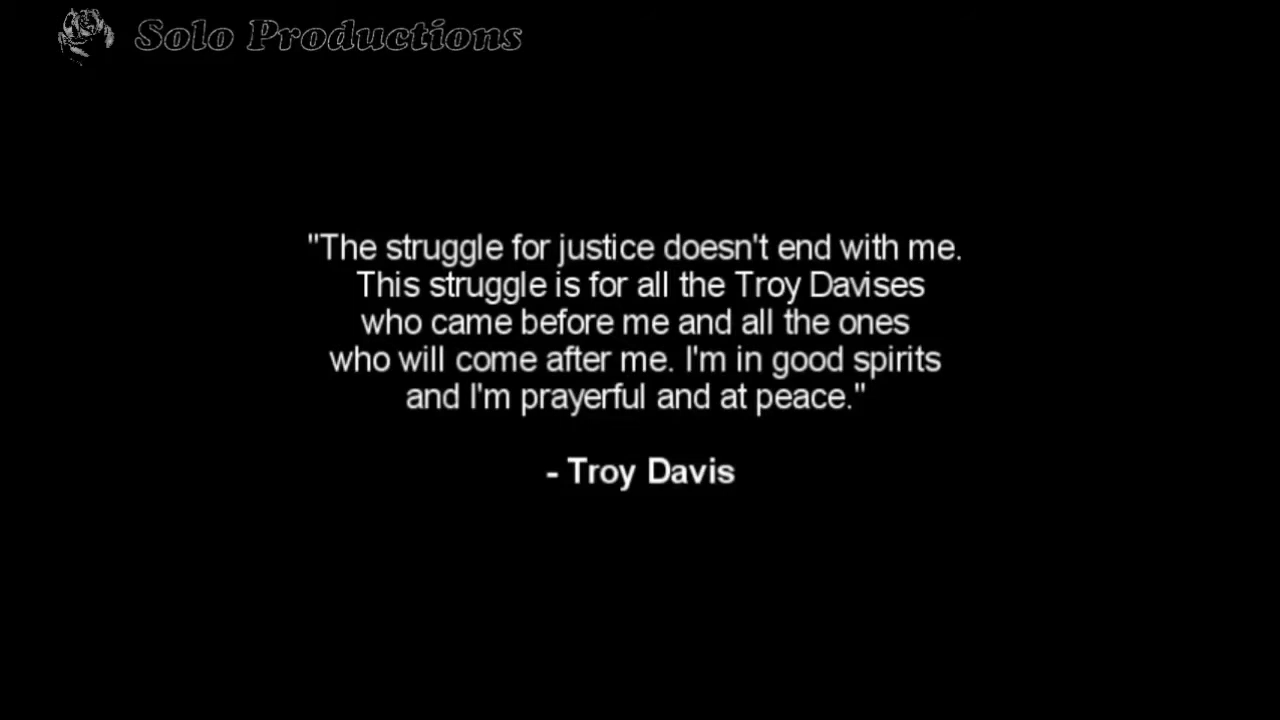 Solo Productions
"The struggle for justice doesn't end with me.
This struggle is for all the Troy Davises
who came before me and all the ones
who will come after me. I'm in good spirits
and I'm prayerful and at peace."
- Troy Davis